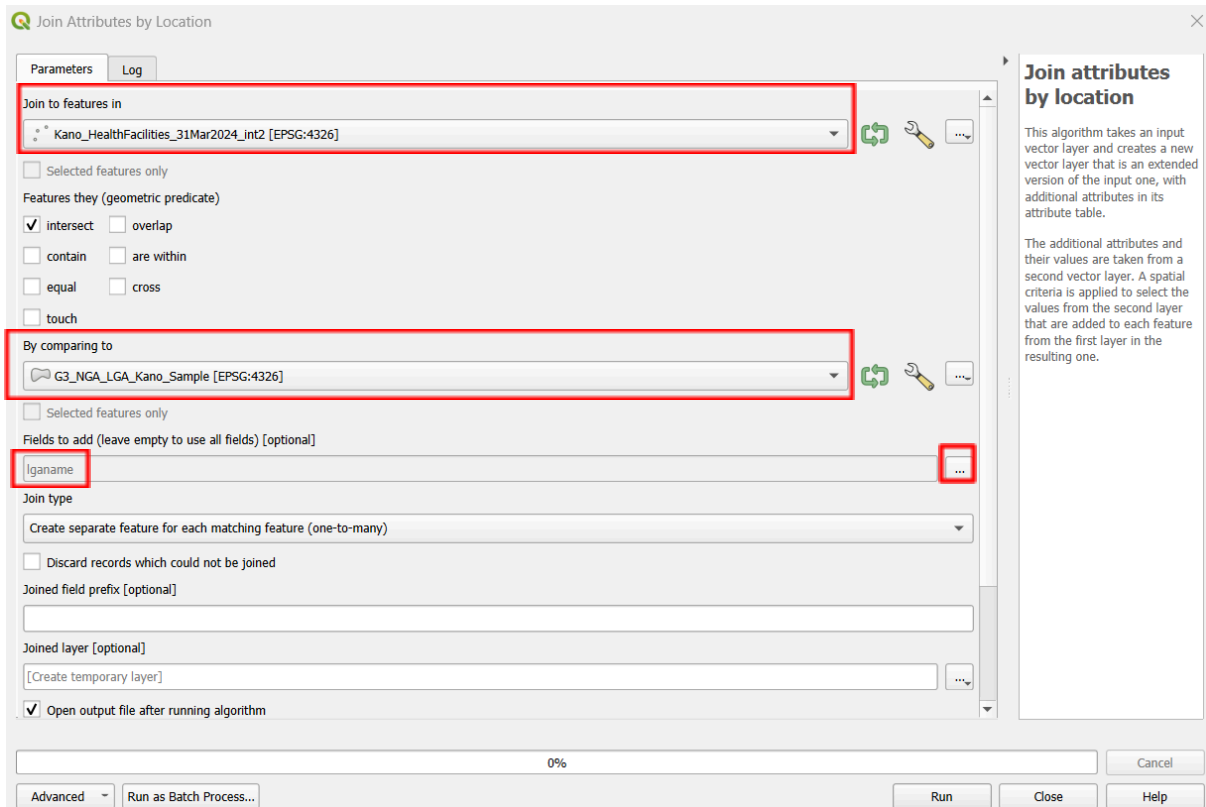 Join Attributes by Location
Parameters
Log
Join to features in
Kano_HealthFacilities_31Mar2024_int2 [EPSG:4326]
...
Selected features only
Features they (geometric predicate)
intersect
overlap
contain
are within
equal
cross
touch
By comparing to
G3_NGA_LGA_Kano_Sample [EPSG:4326]
...
Selected features only
Fields to add (leave empty to use all fields) [optional]
lganame
...
Join type
Create separate feature for each matching feature (one-to-many)
Discard records which could not be joined
Joined field prefix [optional]
Joined layer [optional]
[Create temporary layer]
...
Open output file after running algorithm
Join attributes
by location
This algorithm takes an input
vector layer and creates a new
vector layer that is an extended
version of the input one, with
additional attributes in its
attribute table.
The additional attributes and
their values are taken from a
second vector layer. A spatial
criteria is applied to select the
values from the second layer
that are added to each feature
from the first layer in the
resulting one.
0%
Cancel
Advanced
Run as Batch Process...
Run
Close
Help